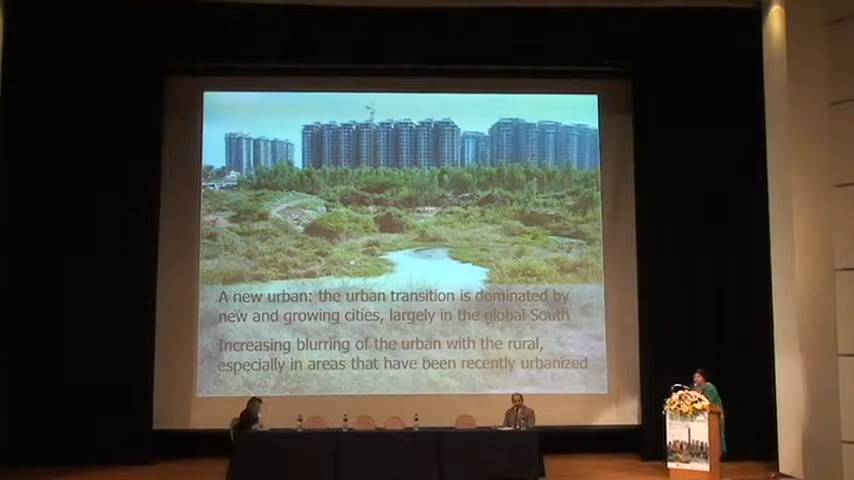 A new urban: the urban transition is dominated by
new and growing cities, largely in the global South
Increasing blurring of the urban with the rural,
especially in areas that have been recently urbanized